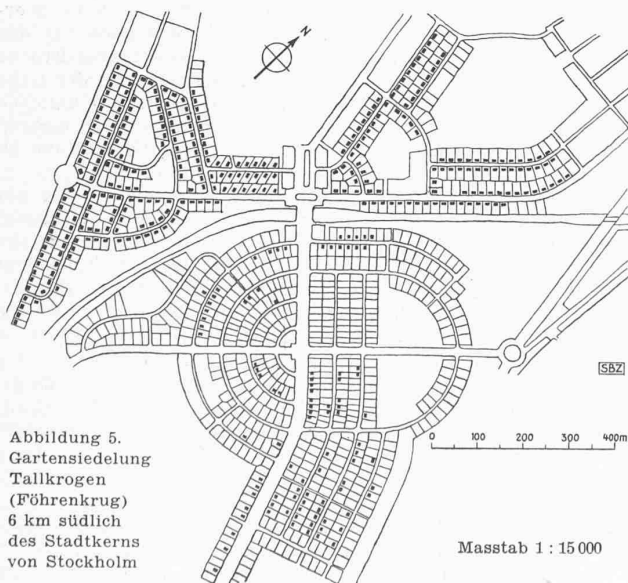 N
SBZ
0 100 200 300 400m
Abbildung 5.
Gartensiedelung
Tallkrogen
(Föhrenkrug)
6 km südlich
des Stadtkerns
von Stockholm
Masstab 1 : 15 000